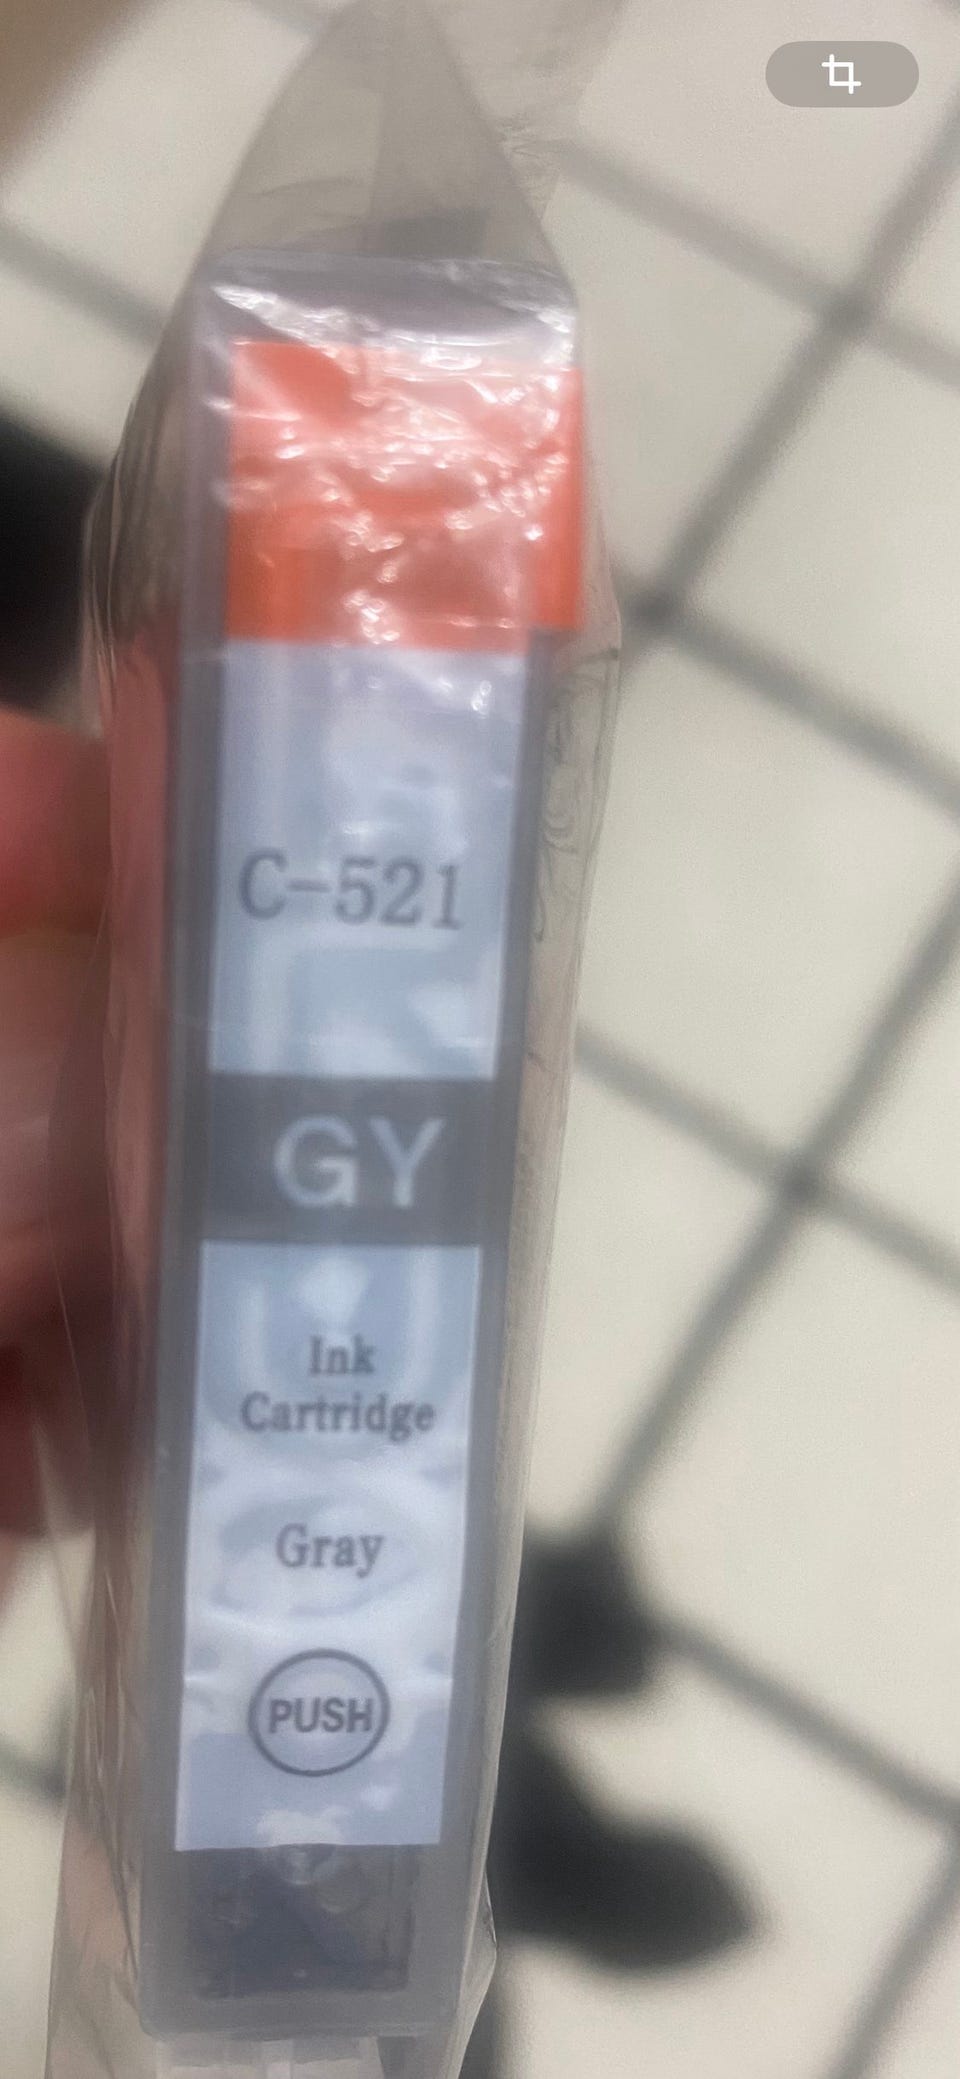 C-521
GY
Ink
Cartridge
Gray
PUSH